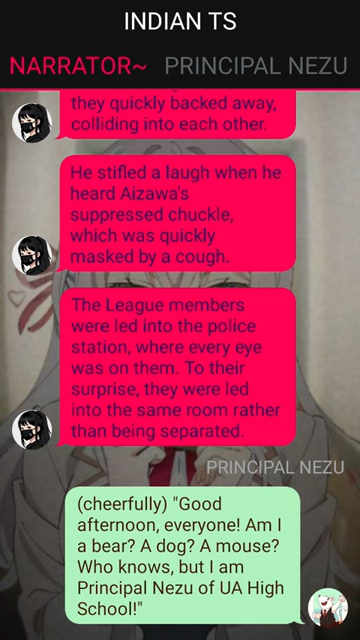 INDIAN TS
NARRATOR~ PRINCIPAL NEZU
they quickly backed away,
colliding into each other.
He stifled a laugh when he
heard Aizawa's
suppressed chuckle,
which was quickly
masked by a cough.
The League members
were led into the police
station, where every eye
was on them. To their
surprise, they were led
into the same room rather
than being separated.
PRINCIPAL NEZU
(cheerfully) "Good
afternoon, everyone! Am I
a bear? A dog? A mouse?
Who knows, but I am
Principal Nezu of UA High
School!"